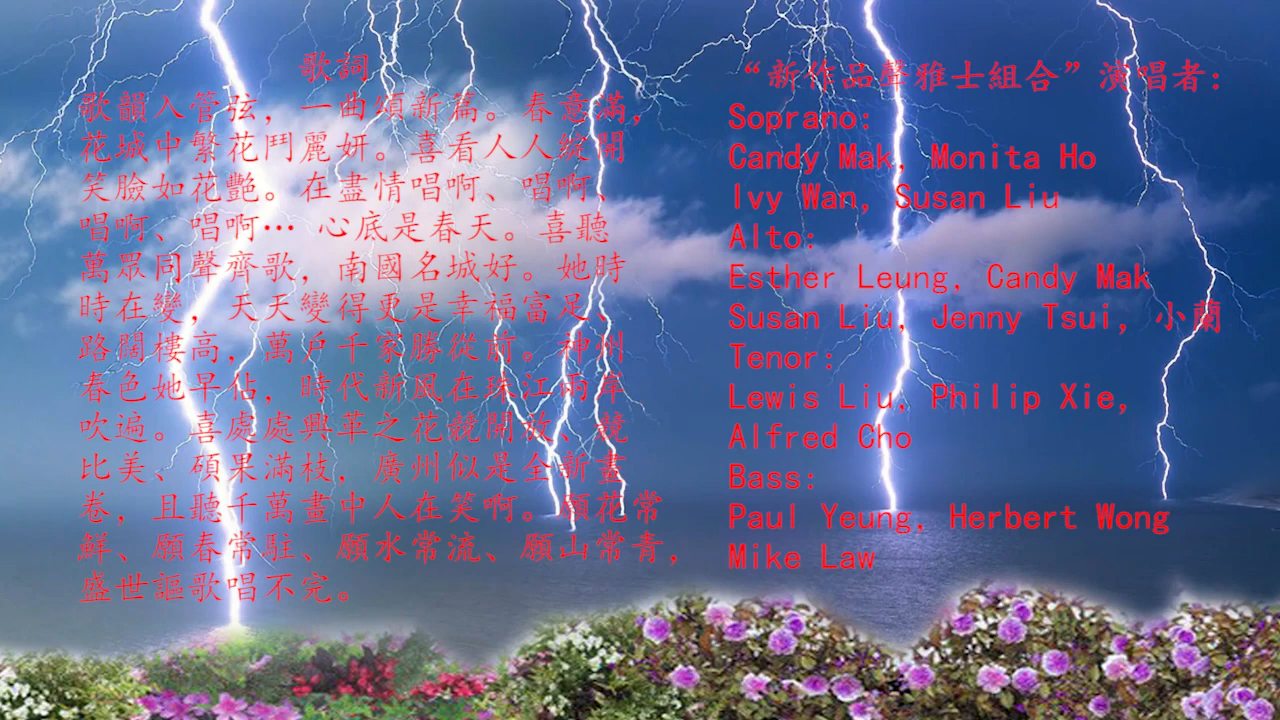 歌詞
歌韻入管弦，一曲頌新篇。春意滿，
花城中繁花鬥麗妍。喜看人人綻開
笑臉如花艷。在盡情唱啊、唱啊、
唱啊、唱啊… 心底是春天。喜聽
萬眾同聲齊歌，南國名城好。她時
時在變，天天變得更是幸福富足、
路闊樓高，萬戶千家勝從前。神州
春色她早佔，時代新風在珠江兩岸
吹遍。喜處處興革之花競開放、競
比美、碩果滿枝，廣州似是全新畫
卷，且聽千萬畫中人在笑啊。願花常
鮮、願春常駐、願水常流、願山常青，
盛世謳歌唱不完。
“新作品聲雅士組合”演唱者:
Soprano:
Candy Mak, Monita Ho
Ivy Wan, Susan Liu
Alto:
Esther Leung, Candy Mak
Susan Liu, Jenny Tsui, 小蘭
Tenor:
Lewis Liu, Philip Xie,
Alfred Cho
Bass:
Paul Yeung, Herbert Wong
Mike Law